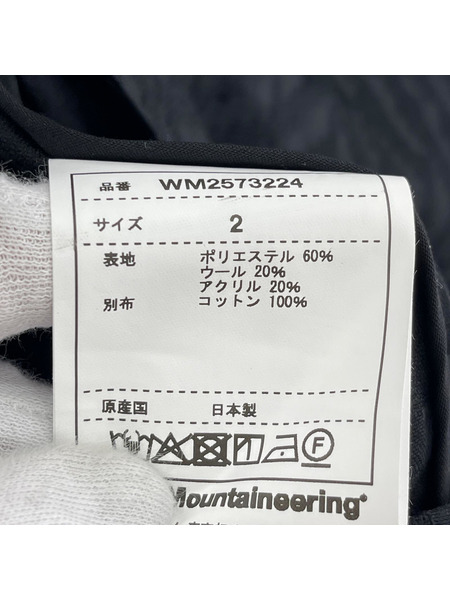 品番 WM2573224
サイズ 2
表地 ポリエステル 60%
ウール 20%
アクリル 20%
別布 コットン 100%
原産国 日本製
F
Mountaineering